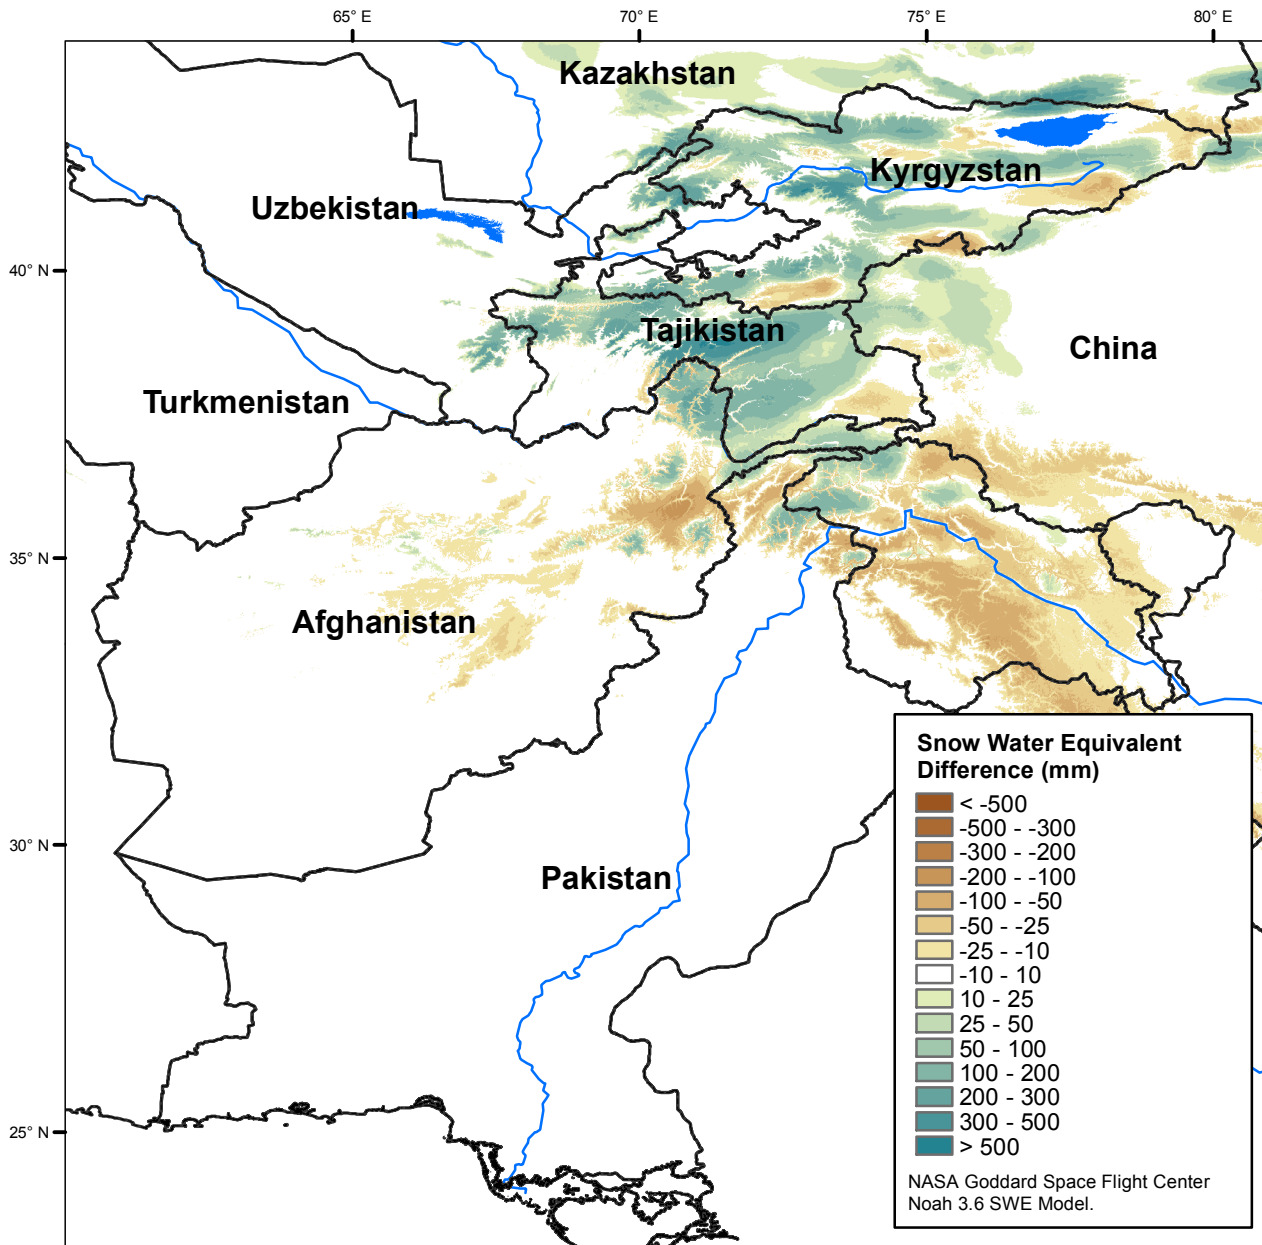 65° E
70° E
75° E
80° E
Kazakhstan
Kyrgyzstan
Uzbekistan
40° N
Tajikistan
China
Turkmenistan
35° N
Afghanistan
30° N
Pakistan
25° N
Snow Water Equivalent
Difference (mm)
< -500
-500 - -300
-300 - -200
-200 - -100
-100 - -50
-50 - -25
-25 - -10
-10 - 10
10 - 25
25 - 50
50 - 100
100 - 200
200 - 300
300 - 500
> 500
NASA Goddard Space Flight Center
Noah 3.6 SWE Model.